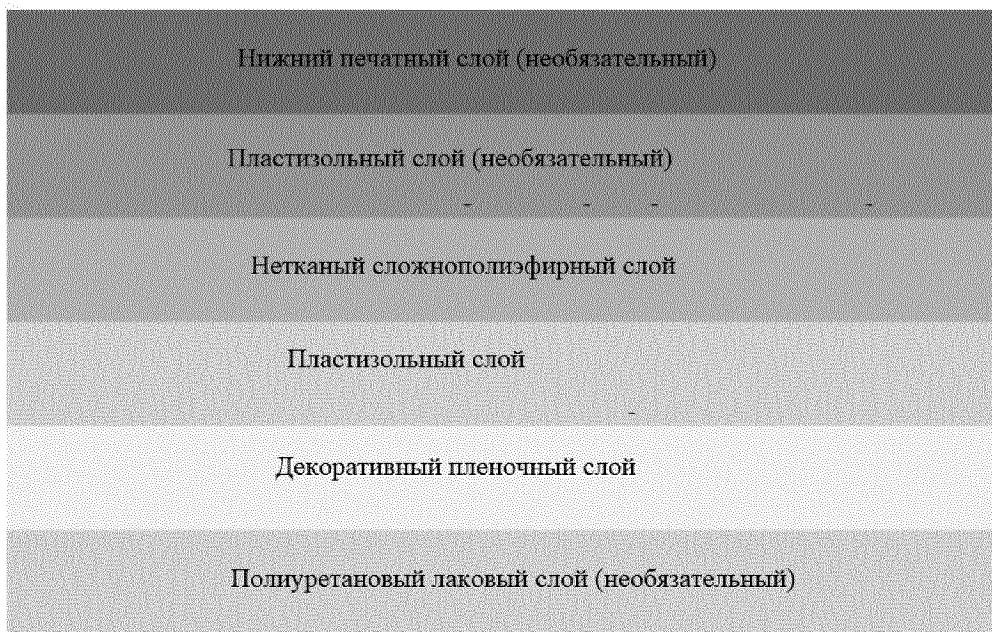 Нижний печатный слой (необязательный)
Пластизольный слой (необязательный)
Нетканый сложнополиэфирный слой
Пластизольный слой
Декоративный пленочный слой
Полиуретановый лаковый слой (необязательный)